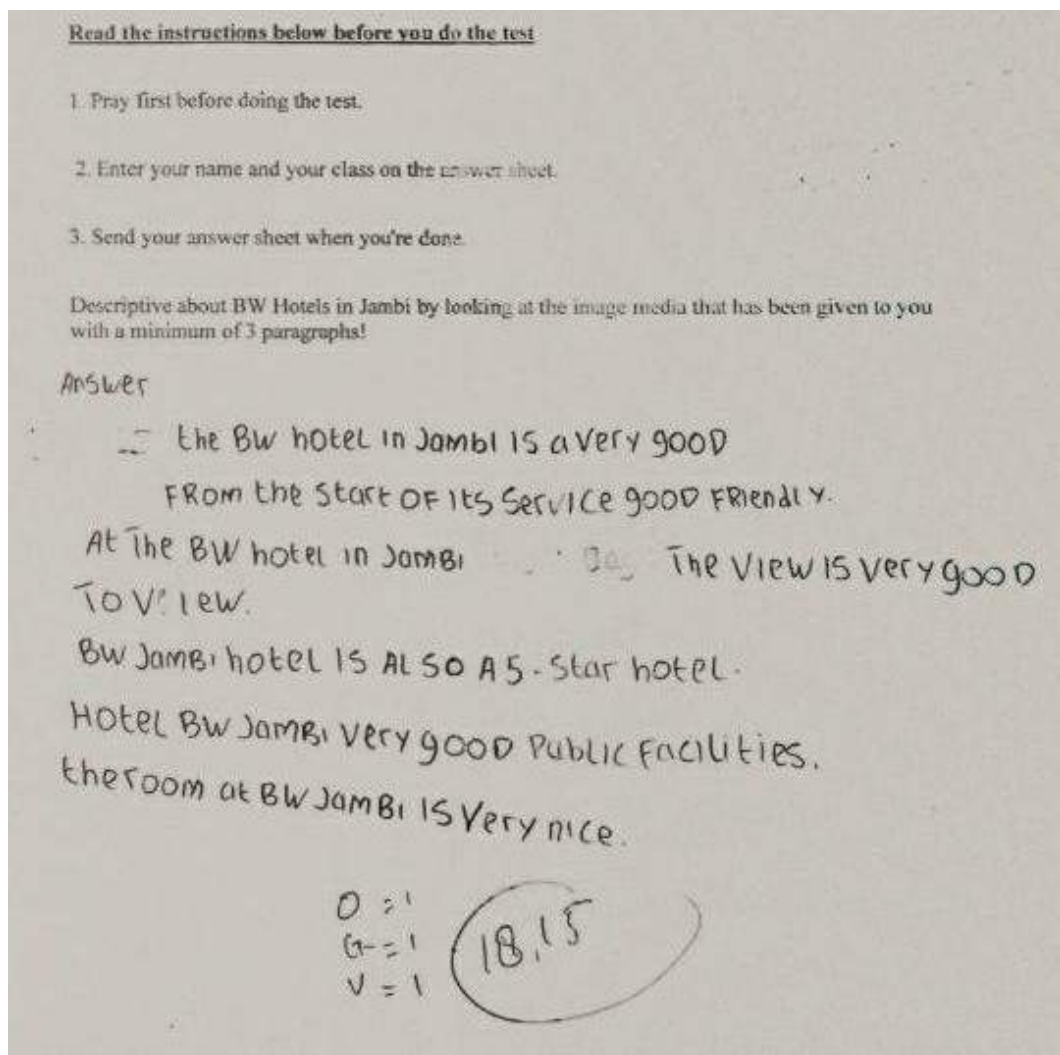 Read the instructions below before you do the test
1. Pray first before doing the test.
2. Enter your name and your class on the answer sheet.
3. Send your answer sheet when you're done.
Descriptive about BW Hotels in Jambi by looking at the image media that has been given to you
with a minimum of 3 paragraphs!
Answer
the BW hotel in Jambi is a very good
From the start of its service good friendly.
At The BW hotel in Jambi The view is very good
To view.
BW Jambi hotel is also a 5-star hotel.
Hotel BW Jambi very good public facilities.
the room at BW Jambi is very nice.
O = 1
G = 1
V = 1
18,15